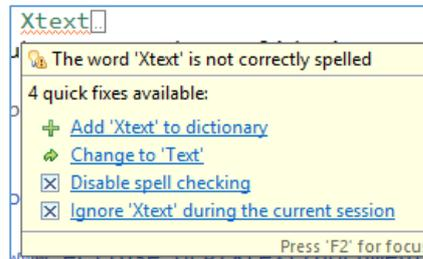 Xtext..
The word 'Xtext' is not correctly spelled
4 quick fixes available:
Add 'Xtext' to dictionary
Change to 'Text'
Disable spell checking
Ignore 'Xtext' during the current session
Press 'F2' for focu